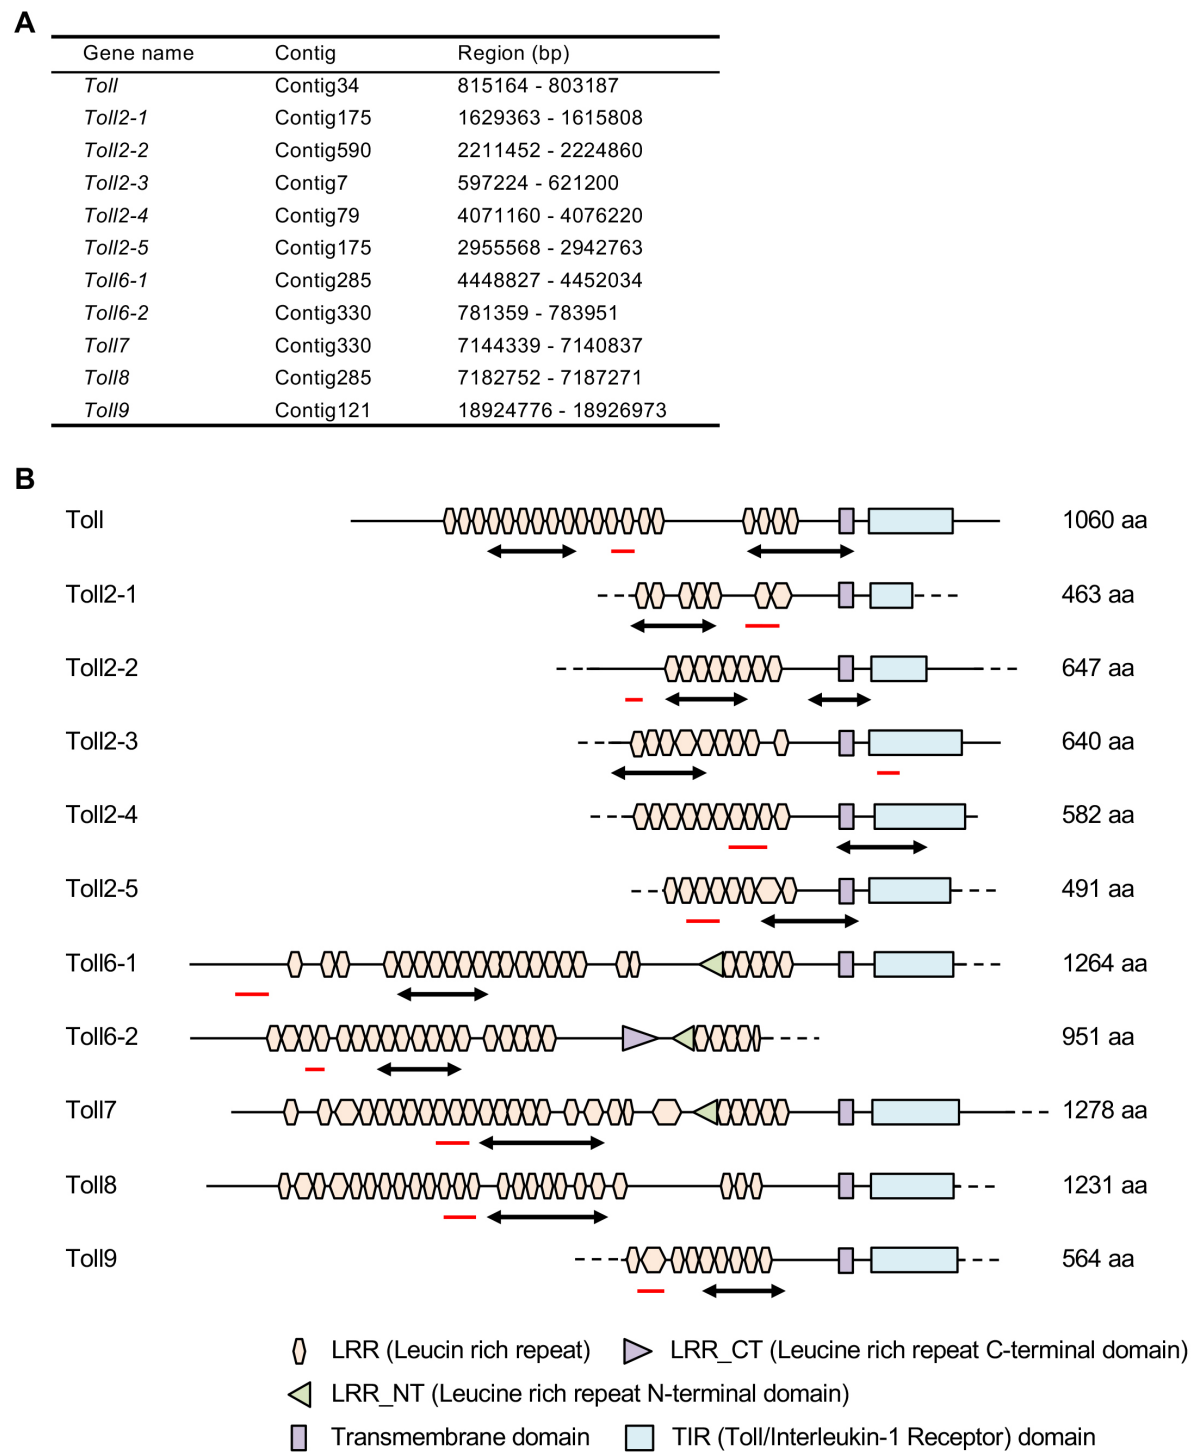 A
Gene name Contig Region (bp)
Toll Contig34 815164 - 803187
Toll2-1 Contig175 1629363 - 1615808
Toll2-2 Contig590 2211452 - 2224860
Toll2-3 Contig7 597224 - 621200
Toll2-4 Contig79 4071160 - 4076220
Toll2-5 Contig175 2955568 - 2942763
Toll6-1 Contig285 4448827 - 4452034
Toll6-2 Contig330 781359 - 783951
Toll7 Contig330 7144339 - 7140837
Toll8 Contig285 7182752 - 7187271
Toll9 Contig121 18924776 - 18926973
B
Toll 1060 aa
Toll2-1 463 aa
Toll2-2 647 aa
Toll2-3 640 aa
Toll2-4 582 aa
Toll2-5 491 aa
Toll6-1 1264 aa
Toll6-2 951 aa
Toll7 1278 aa
Toll8 1231 aa
Toll9 564 aa
LRR (Leucin rich repeat) LRR_CT (Leucine rich repeat C-terminal domain)
LRR_NT (Leucine rich repeat N-terminal domain)
Transmembrane domain TIR (Toll/Interleukin-1 Receptor) domain